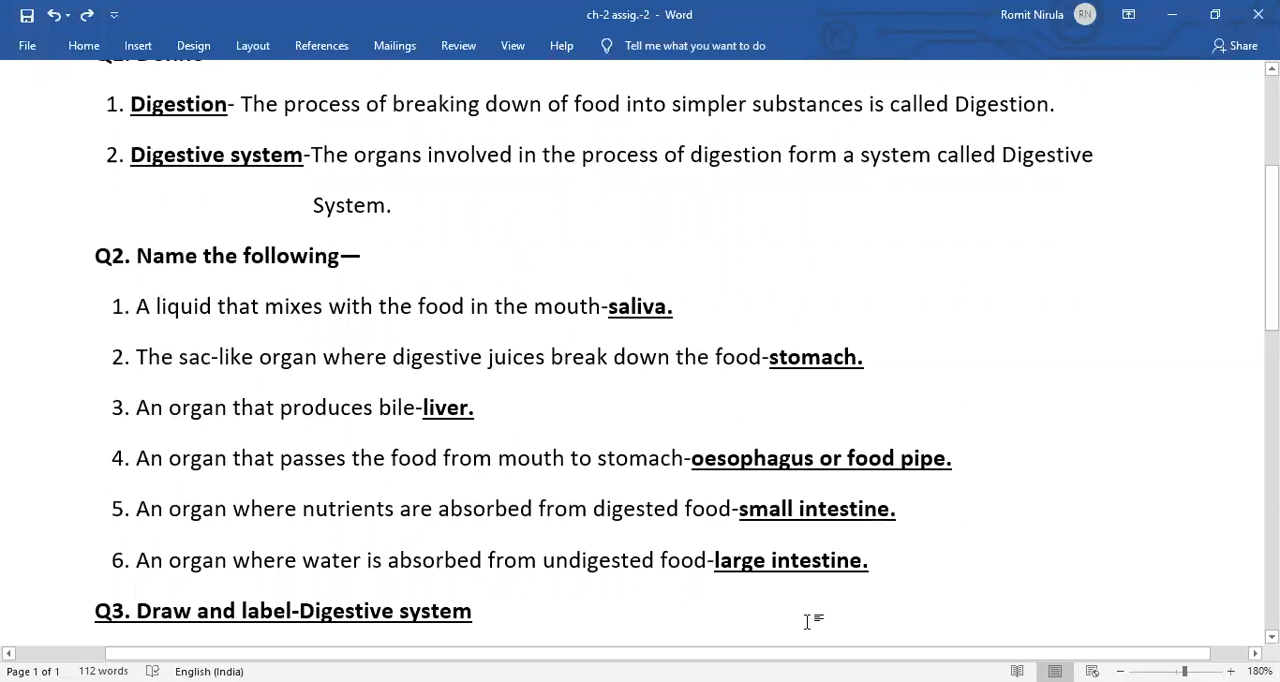 ch-2 assig.-2 - Word
Romit Nirula RN
File Home Insert Design Layout References Mailings Review View Help Tell me what you want to do Share
1. Digestion- The process of breaking down of food into simpler substances is called Digestion.
2. Digestive system-The organs involved in the process of digestion form a system called Digestive
System.
Q2. Name the following—
1. A liquid that mixes with the food in the mouth-saliva.
2. The sac-like organ where digestive juices break down the food-stomach.
3. An organ that produces bile-liver.
4. An organ that passes the food from mouth to stomach-oesophagus or food pipe.
5. An organ where nutrients are absorbed from digested food-small intestine.
6. An organ where water is absorbed from undigested food-large intestine.
Q3. Draw and label-Digestive system
Page 1 of 1 112 words English (India) 180%